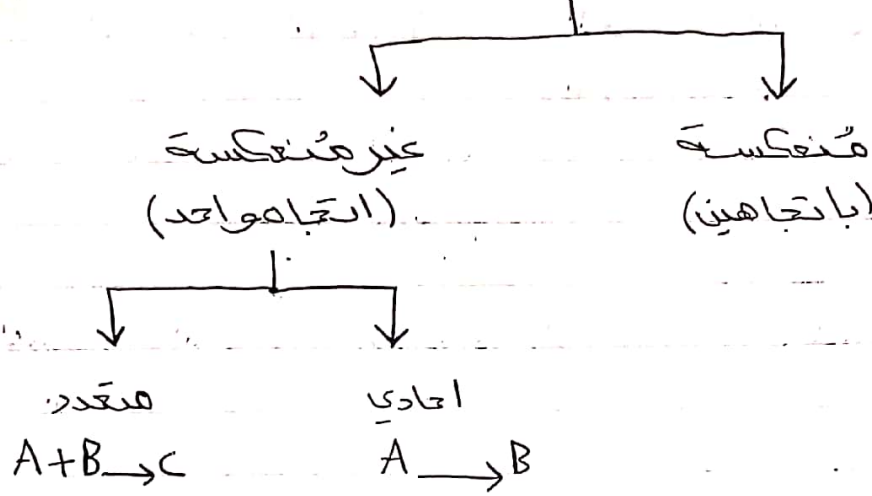 منعكسة
غير منعكسة
(باتجاهين)
(اتجاه واحد)
احادي
متعدد
A → B
A + B → C